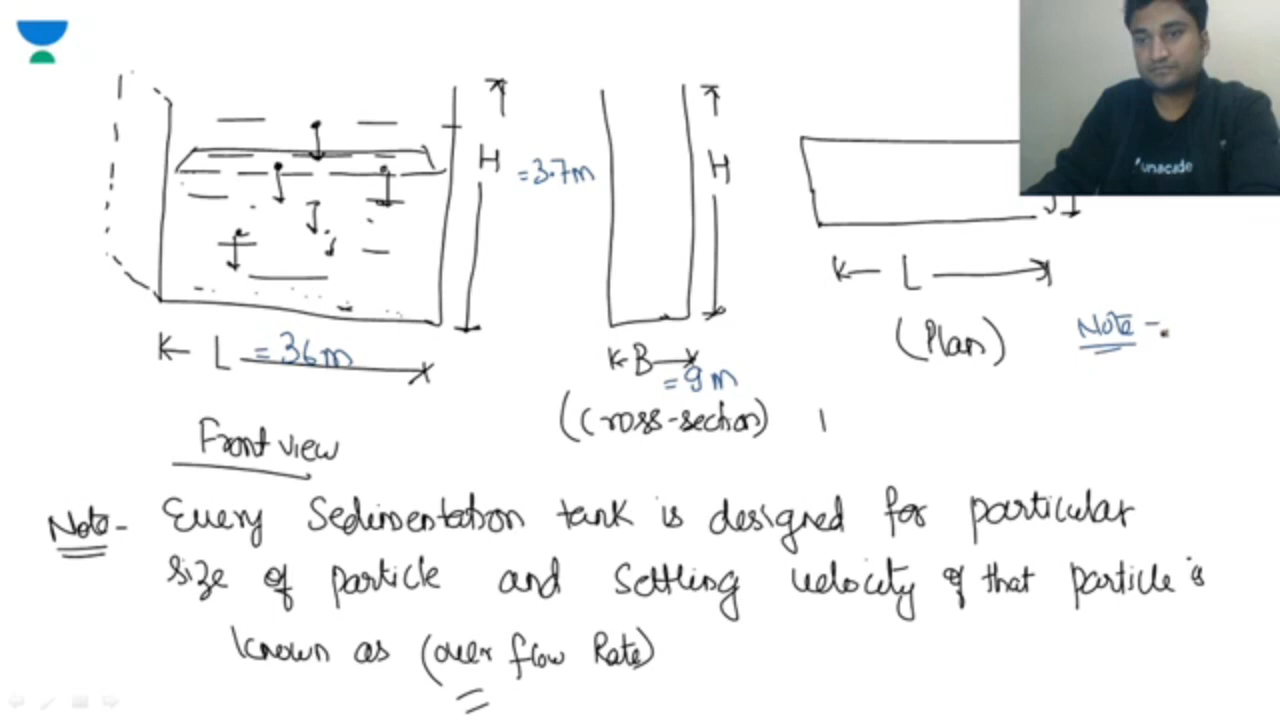 H
= 3.7m
H
unacade
L = 36m
B
= 9m
L
(Plan)
Note -
(Cross-section)
Front view
Note- Every Sedimentation tank is designed for particular
size of particle and settling velocity of that particle is
known as (over flow Rate)